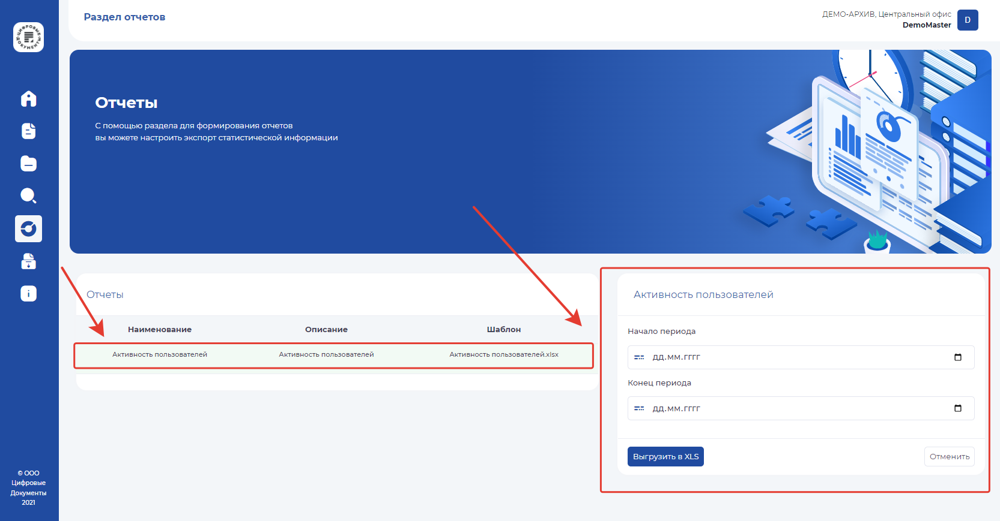 ЦИФРОВЫЕ ДОКУМЕНТЫ
Раздел отчетов
ДЕМО-АРХИВ, Центральный офис
DemoMaster
D
Отчеты
С помощью раздела для формирования отчетов
вы можете настроить экспорт статистической информации
Отчеты
Наименование Описание Шаблон
Активность пользователей Активность пользователей Активность пользователей.xlsx
Активность пользователей
Начало периода
дд.мм.гггг
Конец периода
дд.мм.гггг
Выгрузить в XLS Отменить
© ООО
Цифровые
Документы
2021